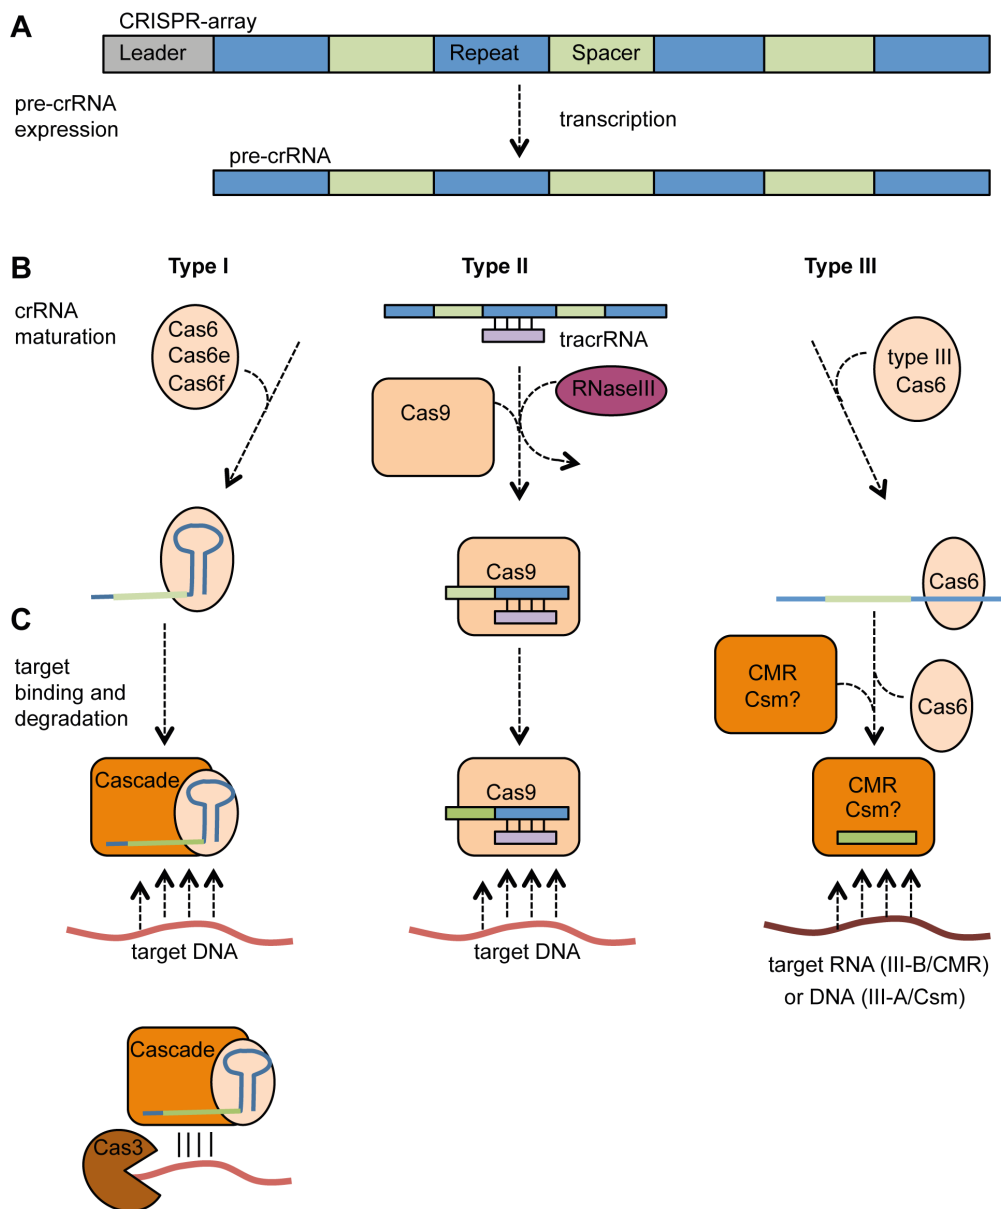 A
CRISPR-array
Leader
Repeat
Spacer
pre-crRNA
expression
transcription
pre-crRNA
B
Type I
Type II
Type III
crRNA
maturation
Cas6
Cas6e
Cas6f
tracrRNA
RNaseIII
Cas9
type III
Cas6
Cas9
Cas6
C
target
binding and
degradation
CMR
Csm?
Cas6
Cascade
Cas9
CMR
Csm?
target DNA
target DNA
target RNA (III-B/CMR)
or DNA (III-A/Csm)
Cascade
Cas3